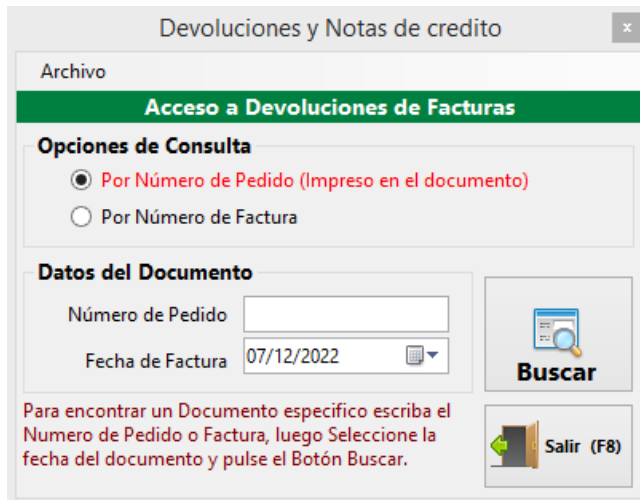 Devoluciones y Notas de credito
x
Archivo
Acceso a Devoluciones de Facturas
Opciones de Consulta
Por Número de Pedido (Impreso en el documento)
Por Número de Factura
Datos del Documento
Número de Pedido
Fecha de Factura 07/12/2022
Buscar
Para encontrar un Documento especifico escriba el
Numero de Pedido o Factura, luego Seleccione la
fecha del documento y pulse el Botón Buscar.
Salir (F8)